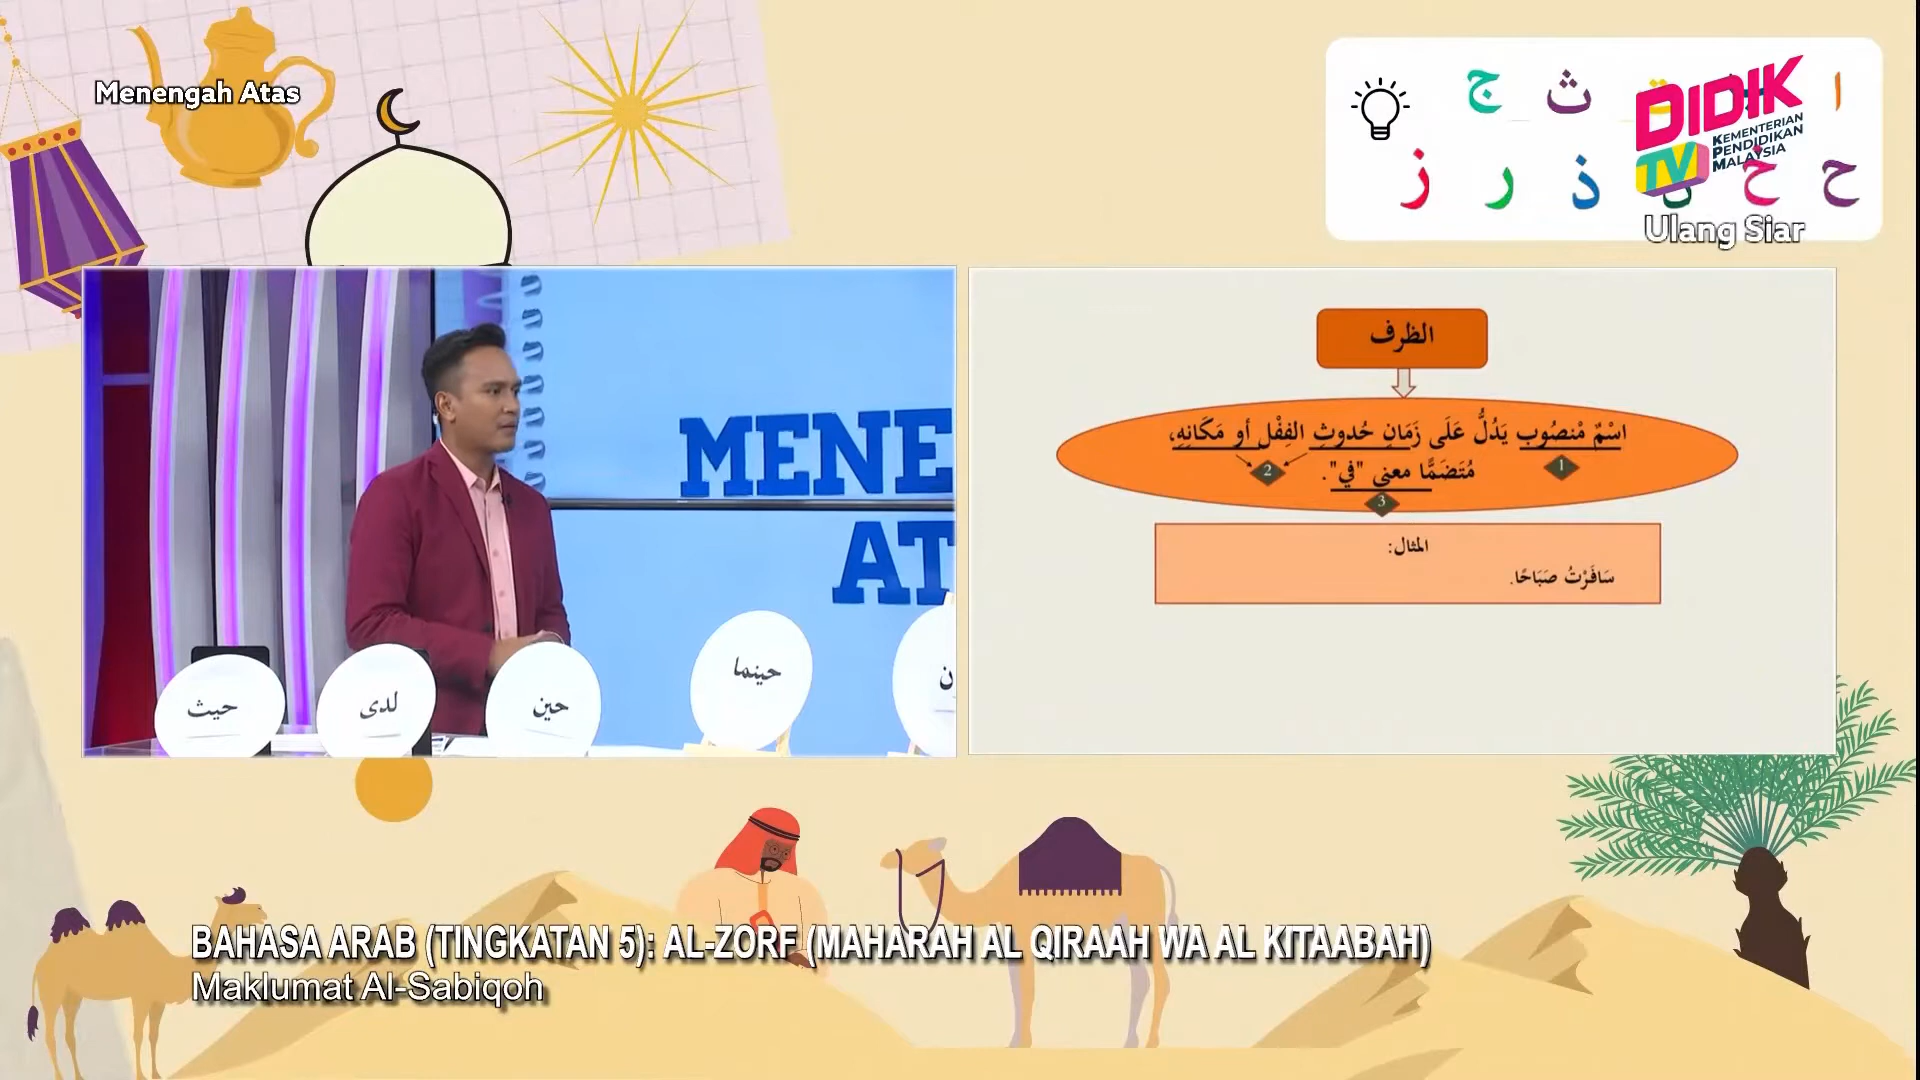 Menengah Atas
ا ث ج
ح خ ذ ر ز
DIDIK
TV
KEMENTERIAN
PENDIDIKAN
MALAYSIA
Ulang Siar
MENE
AT
حيث
لدى
حين
حينما
ن
الظرف
اسْمٌ مْنصُوب يَدُلُّ عَلَى زَمَانِ حُدوثِ الفِفْل أو مَكَانِهِ،
1
2
مُتَضَمًّا معنى "في".
3
المثال:
سَافَرْتُ صَبَاحًا.
BAHASA ARAB (TINGKATAN 5): AL-ZORF (MAHARAH AL QIRAAH WA AL KITAABAH)
Maklumat Al-Sabiqoh